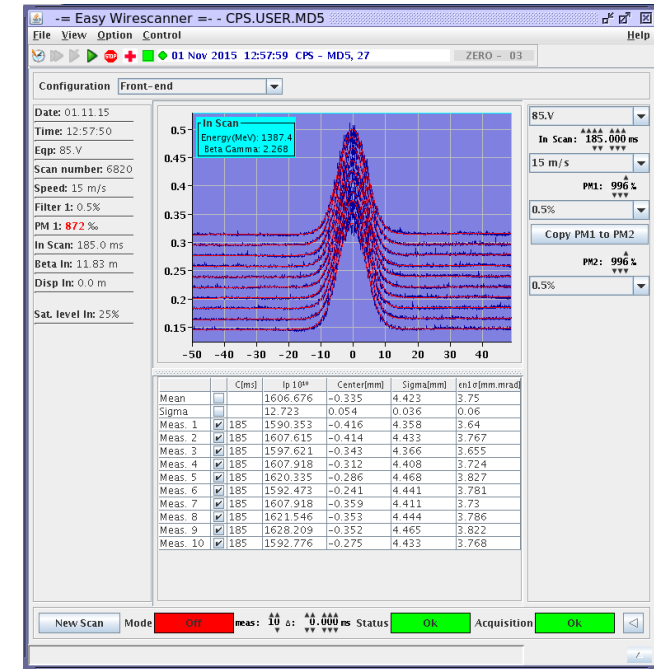 -= Easy Wirescanner =- - CPS.USER.MD5
File View Option Control Help
STOP 01 Nov 2015 12:57:59 CPS - MD5, 27 ZERO - 03
Configuration Front-end
Date: 01.11.15
Time: 12:57:50
Eqp: 85.V
Scan number: 6820
Speed: 15 m/s
Filter 1: 0.5%
PM 1: 872 ‰
In Scan: 185.0 ms
Beta In: 11.83 m
Disp In: 0.0 m
Sat. level In: 25%
In Scan
Energy(MeV): 1387.4
Beta Gamma: 2.268
0.5
0.45
0.4
0.35
0.3
0.25
0.2
0.15
-50 -40 -30 -20 -10 0 10 20 30 40
85.V
In Scan: 185.000 ms
15 m/s
PM1: 996 ‰
0.5%
Copy PM1 to PM2
PM2: 996 ‰
0.5%
C[ms] Ip 10¹⁰ Center[mm] Sigma[mm] εn1σ[mm.mrad]
Mean 1606.676 -0.335 4.423 3.75
Sigma 12.723 0.054 0.036 0.06
Meas. 1 185 1590.353 -0.416 4.358 3.64
Meas. 2 185 1607.615 -0.414 4.433 3.767
Meas. 3 185 1597.621 -0.343 4.366 3.655
Meas. 4 185 1607.918 -0.312 4.408 3.724
Meas. 5 185 1620.335 -0.286 4.468 3.827
Meas. 6 185 1592.473 -0.241 4.441 3.781
Meas. 7 185 1607.918 -0.359 4.411 3.73
Meas. 8 185 1621.546 -0.353 4.444 3.786
Meas. 9 185 1628.209 -0.352 4.465 3.822
Meas. 10 185 1592.776 -0.275 4.433 3.768
New Scan Mode Off meas: 10 Δ: 0.000 ms Status Ok Acquisition Ok